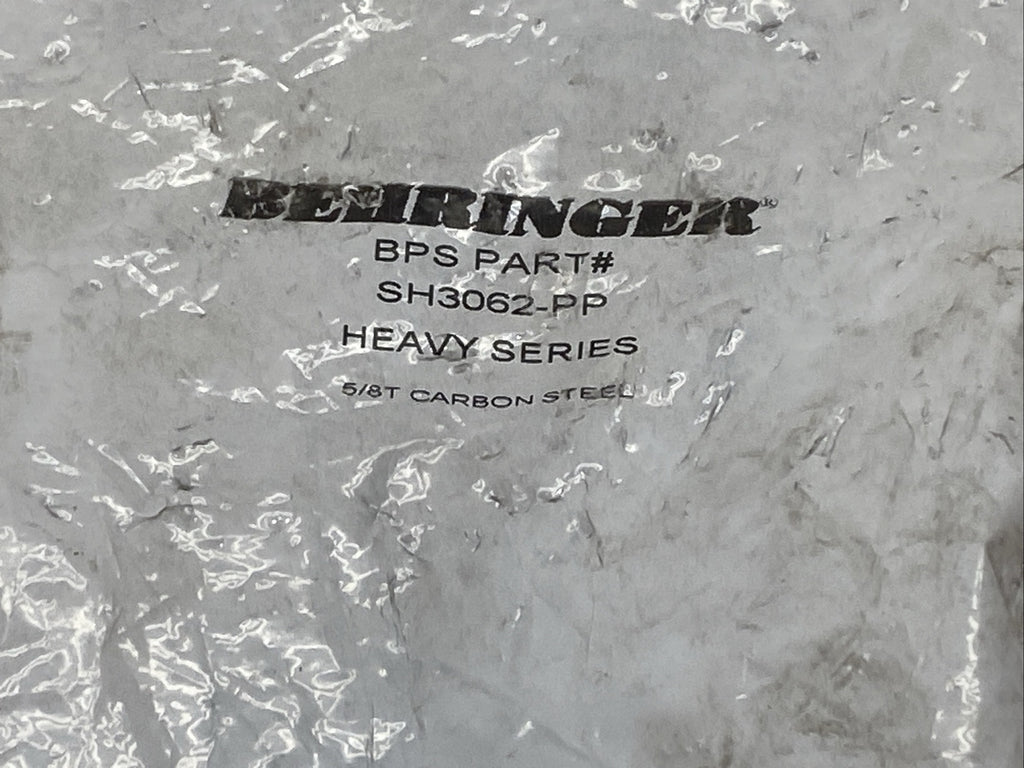 BEHRINGER®
BPS PART#
SH3062-PP
HEAVY SERIES
5/8T CARBON STEEL